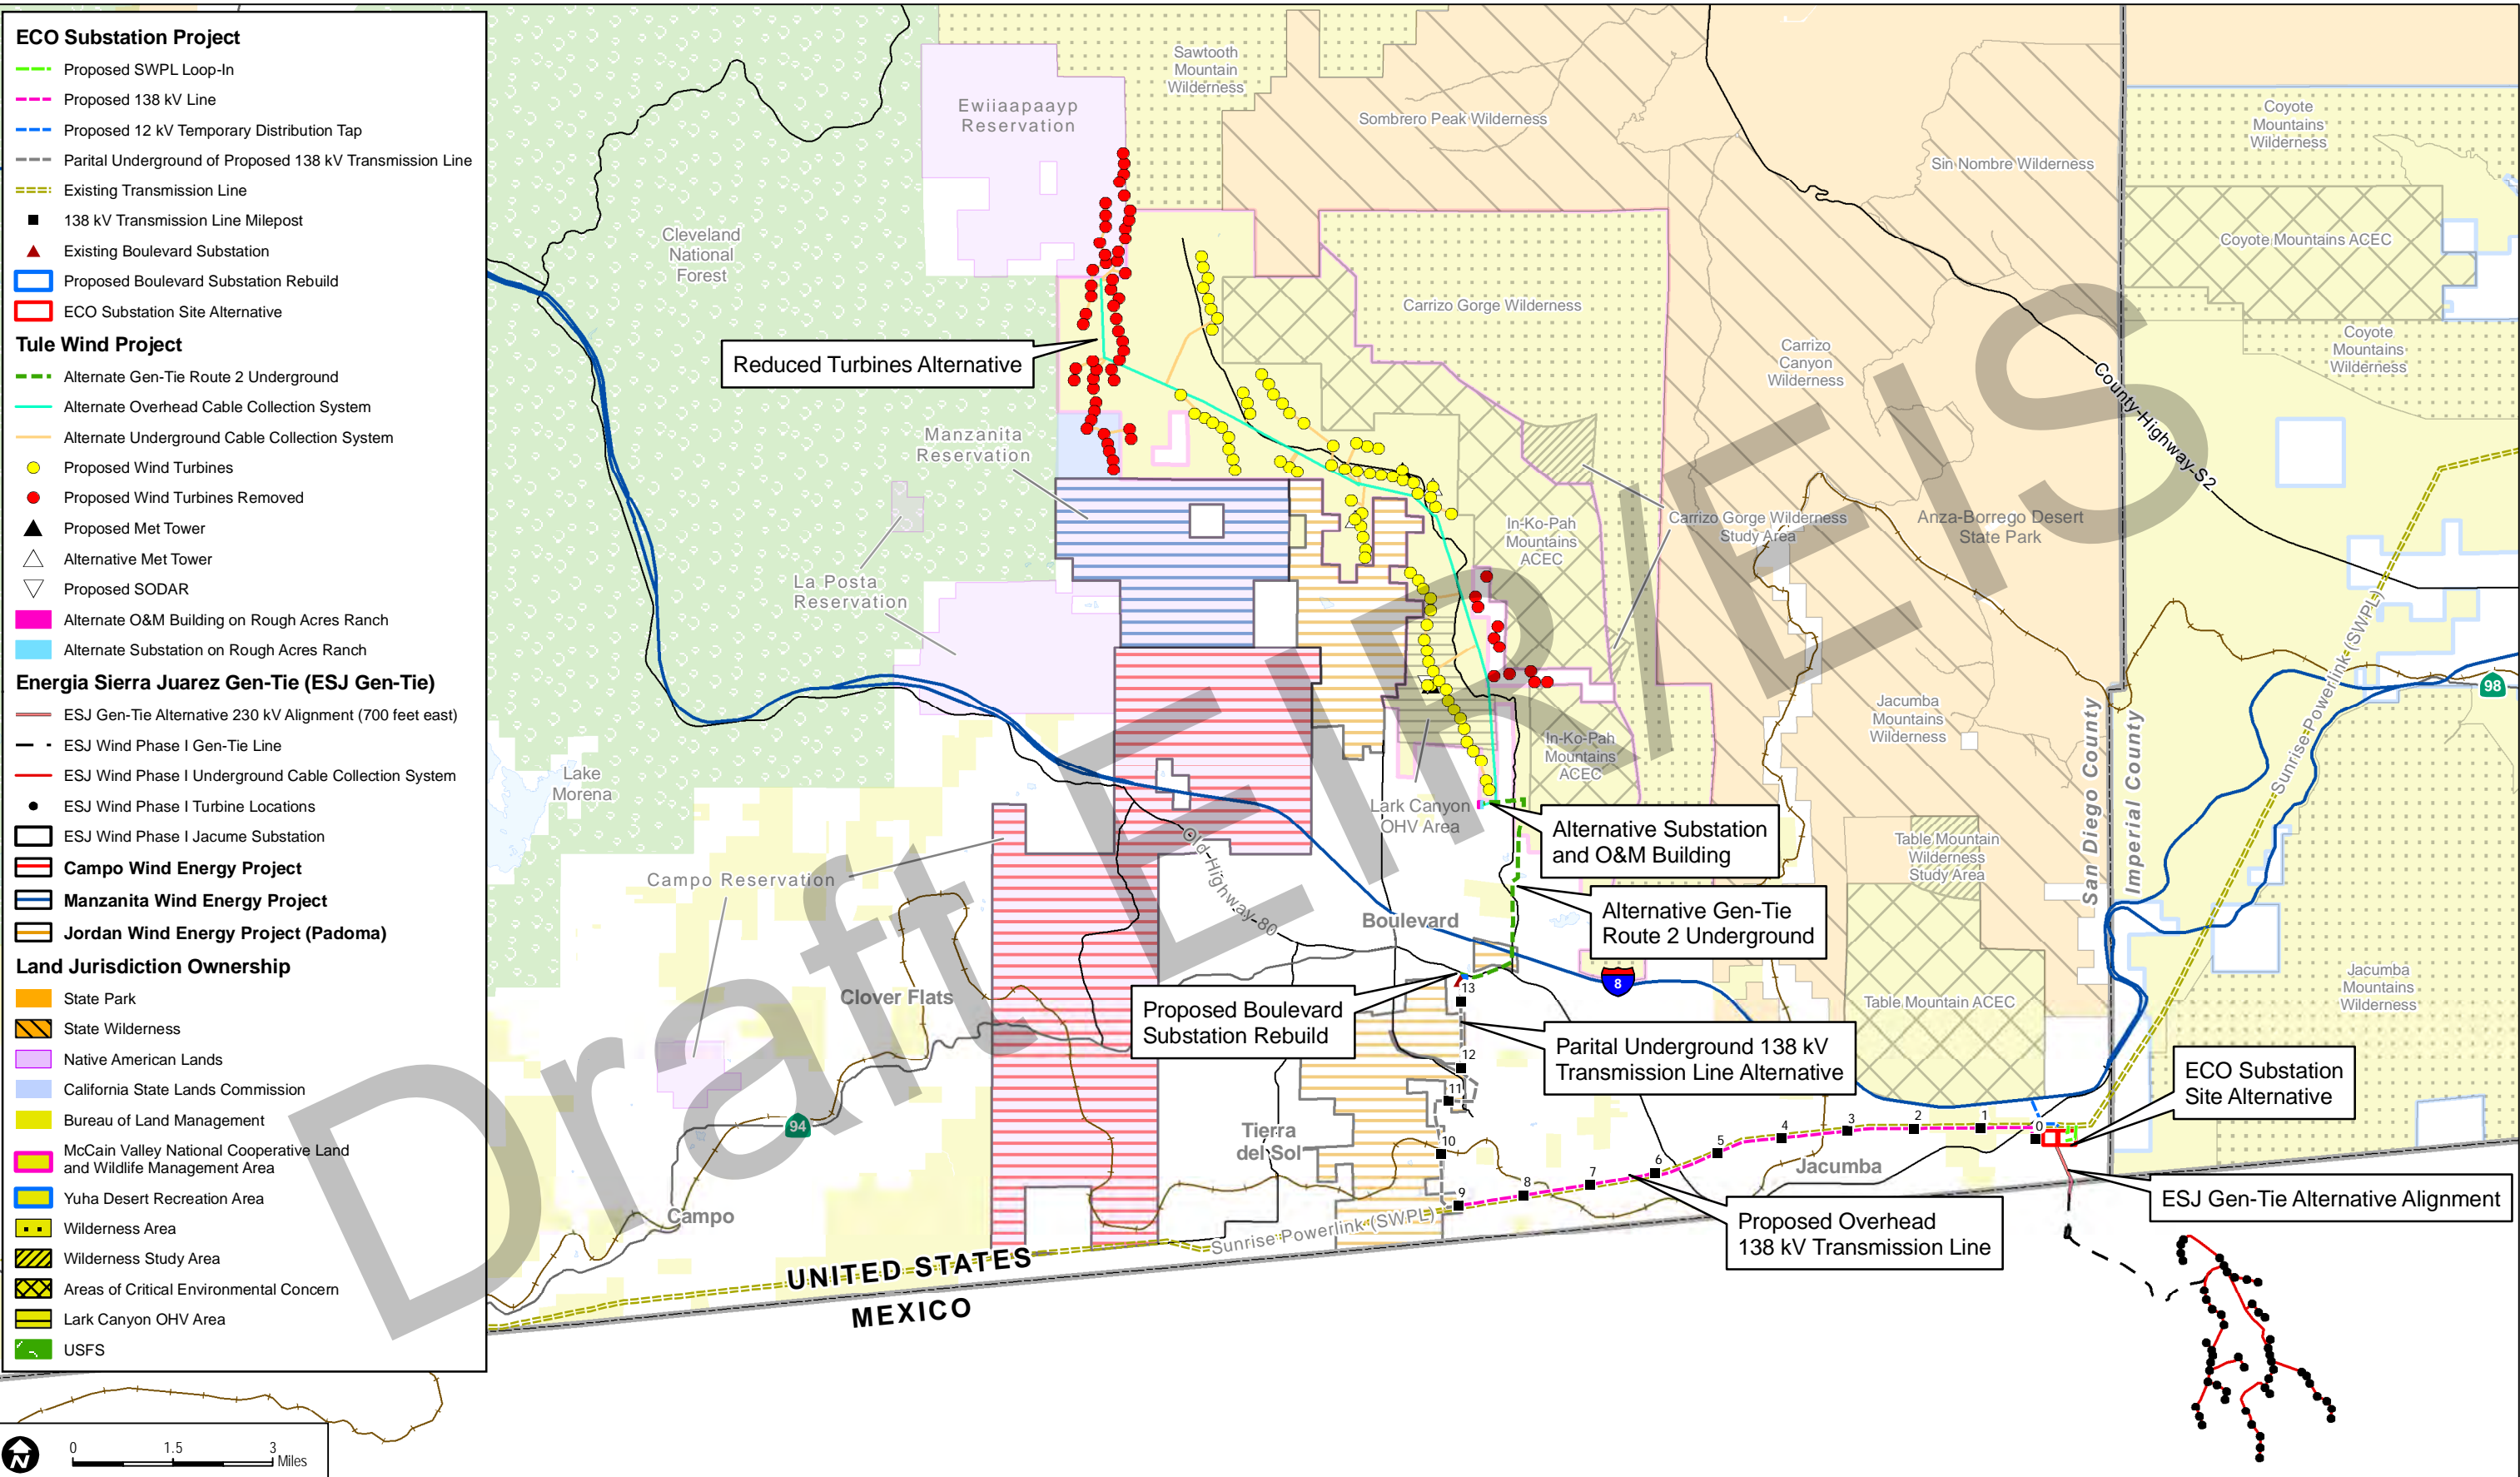 ECO Substation Project
Proposed SWPL Loop-In
Proposed 138 kV Line
Proposed 12 kV Temporary Distribution Tap
Parital Underground of Proposed 138 kV Transmission Line
Existing Transmission Line
138 kV Transmission Line Milepost
Existing Boulevard Substation
Proposed Boulevard Substation Rebuild
ECO Substation Site Alternative
Tule Wind Project
Alternate Gen-Tie Route 2 Underground
Alternate Overhead Cable Collection System
Alternate Underground Cable Collection System
Proposed Wind Turbines
Proposed Wind Turbines Removed
Proposed Met Tower
Alternative Met Tower
Proposed SODAR
Alternate O&M Building on Rough Acres Ranch
Alternate Substation on Rough Acres Ranch
Energia Sierra Juarez Gen-Tie (ESJ Gen-Tie)
ESJ Gen-Tie Alternative 230 kV Alignment (700 feet east)
ESJ Wind Phase I Gen-Tie Line
ESJ Wind Phase I Underground Cable Collection System
ESJ Wind Phase I Turbine Locations
ESJ Wind Phase I Jacume Substation
Campo Wind Energy Project
Manzanita Wind Energy Project
Jordan Wind Energy Project (Padoma)
Land Jurisdiction Ownership
State Park
State Wilderness
Native American Lands
California State Lands Commission
Bureau of Land Management
McCain Valley National Cooperative Land
and Wildlife Management Area
Yuha Desert Recreation Area
Wilderness Area
Wilderness Study Area
Areas of Critical Environmental Concern
Lark Canyon OHV Area
USFS
N
0 1.5 3
Miles
Draft EIR/EIS
Sawtooth
Mountain
Wilderness
Ewiiaapaayp
Reservation
Sombrero Peak Wilderness
Coyote
Mountains
Wilderness
Sin Nombre Wilderness
Cleveland
National
Forest
Coyote Mountains ACEC
Carrizo Gorge Wilderness
Coyote
Mountains
Wilderness
Reduced Turbines Alternative
Carrizo
Canyon
Wilderness
County-Highway-S2
Manzanita
Reservation
In-Ko-Pah
Mountains
ACEC
Carrizo Gorge Wilderness
Study Area
Anza-Borrego Desert
State Park
La Posta
Reservation
Sunrise Powerlink (SWPL)
98
Jacumba
Mountains
Wilderness
San Diego County
Imperial County
In-Ko-Pah
Mountains
ACEC
Lake
Morena
Lark Canyon
OHV Area
Alternative Substation
and O&M Building
Table Mountain
Wilderness
Study Area
Old-Highway-80
Campo Reservation
Boulevard
Alternative Gen-Tie
Route 2 Underground
8
Jacumba
Mountains
Wilderness
Clover Flats
Table Mountain ACEC
Proposed Boulevard
Substation Rebuild
13
Parital Underground 138 kV
Transmission Line Alternative
12
11
ECO Substation
Site Alternative
94
Tierra
del Sol
10
9
8
7
6
5
4
3
2
1
0
Jacumba
ESJ Gen-Tie Alternative Alignment
Campo
Sunrise Powerlink (SWPL)
Proposed Overhead
138 kV Transmission Line
UNITED STATES
MEXICO